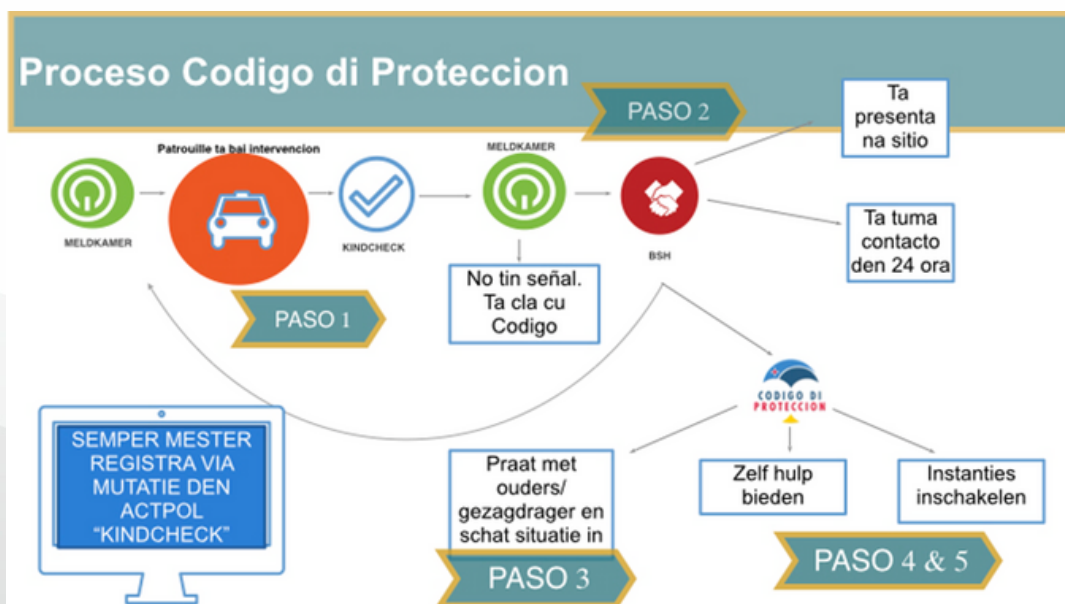 Proceso Codigo di Proteccion
PASO 2
Ta
presenta
na sitio
Patrouille ta bai intervencion
MELDKAMER
MELDKAMER
KINDCHECK
BSH
Ta tuma
contacto
den 24 ora
No tin señal.
Ta cla cu
Codigo
PASO 1
CODIGO DI
PROTECCION
SEMPER MESTER
REGISTRA VIA
MUTATIE DEN
ACTPOL
“KINDCHECK”
Praat met
ouders/
gezagdrager en
schat situatie in
Zelf hulp
bieden
Instanties
inschakelen
PASO 3
PASO 4 & 5